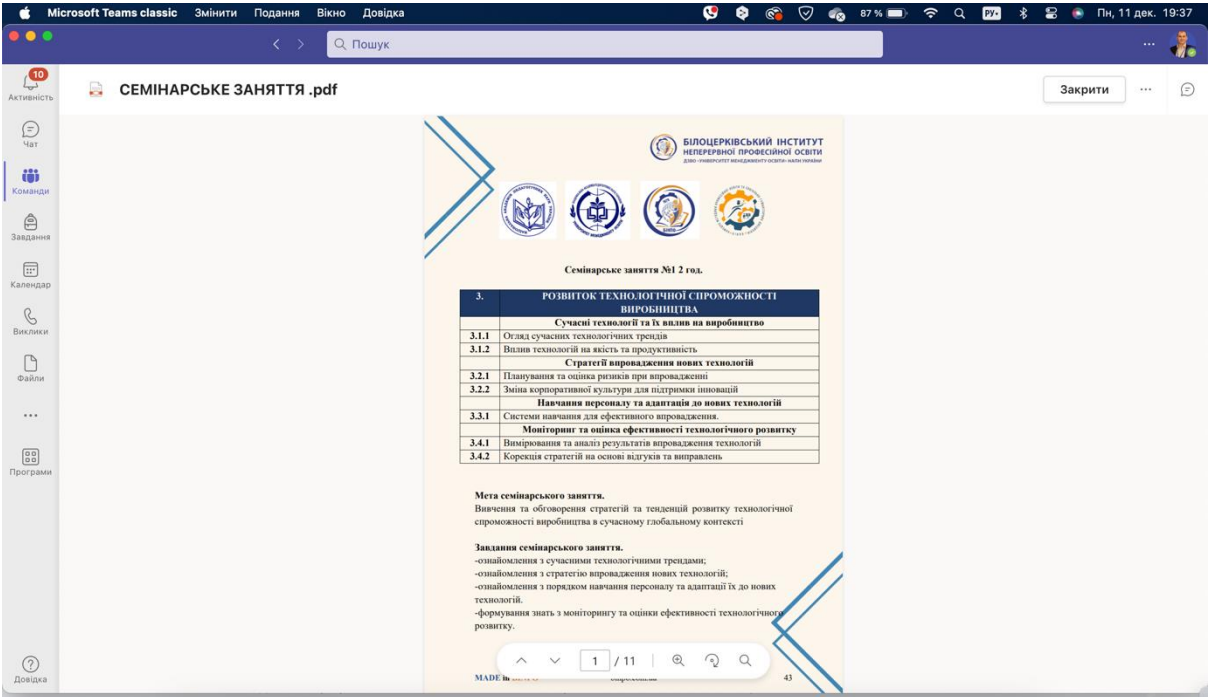 Microsoft Teams classic Змінити Подання Вікно Довідка 87 % РУ. Пн, 11 дек. 19:37
Пошук
10
Активність
СЕМІНАРСЬКЕ ЗАНЯТТЯ .pdf
Закрити
Чат
Команди
Завдання
Календар
Виклики
Файли
Програми
Довідка
БІЛОЦЕРКІВСЬКИЙ ІНСТИТУТ
НЕПЕРЕРВНОЇ ПРОФЕСІЙНОЇ ОСВІТИ
ДЗВО «УНІВЕРСИТЕТ МЕНЕДЖМЕНТУ ОСВІТИ» НАПН УКРАЇНИ
Семінарське заняття №1 2 год.
3. РОЗВИТОК ТЕХНОЛОГІЧНОЇ СПРОМОЖНОСТІ
ВИРОБНИЦТВА
Сучасні технології та їх вплив на виробництво
3.1.1 Огляд сучасних технологічних трендів
3.1.2 Вплив технологій на якість та продуктивність
Стратегії впровадження нових технологій
3.2.1 Планування та оцінка ризиків при впровадженні
3.2.2 Зміна корпоративної культури для підтримки інновацій
Навчання персоналу та адаптація до нових технологій
3.3.1 Системи навчання для ефективного впровадження.
Моніторинг та оцінка ефективності технологічного розвитку
3.4.1 Вимірювання та аналіз результатів впровадження технологій
3.4.2 Корекція стратегій на основі відгуків та виправлень
Мета семінарського заняття.
Вивчення та обговорення стратегій та тенденцій розвитку технологічної
спроможності виробництва в сучасному глобальному контексті
Завдання семінарського заняття.
-ознайомлення з сучасними технологічними трендами;
-ознайомлення з стратегію впровадження нових технологій;
-ознайомлення з порядком навчання персоналу та адаптації їх до нових
технологій.
-формування знать з моніторингу та оцінки ефективності технологічного
розвитку.
1 / 11
MADE in
43